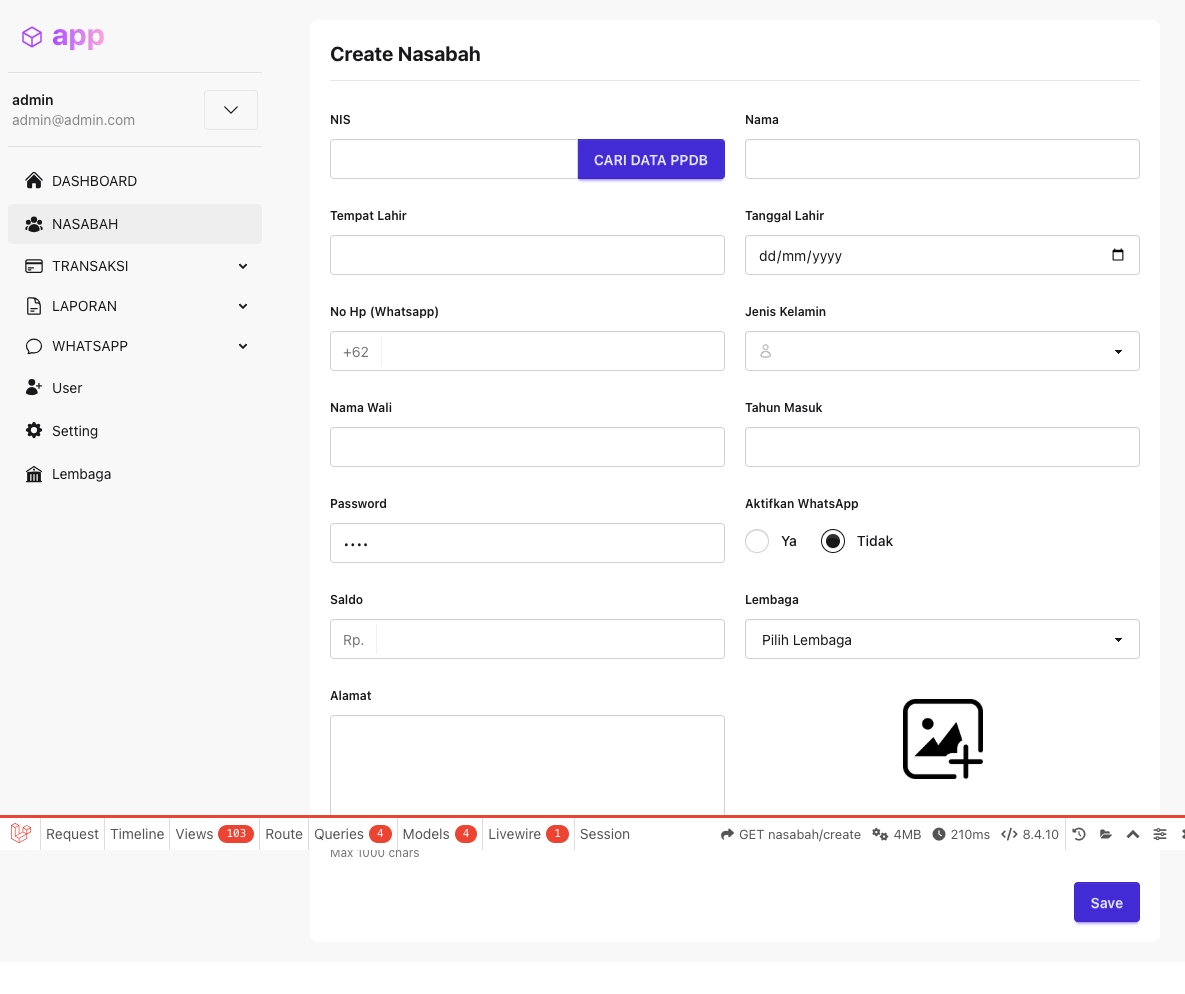 app
admin
admin@admin.com
DASHBOARD
NASABAH
TRANSAKSI
LAPORAN
WHATSAPP
User
Setting
Lembaga
Create Nasabah
NIS
CARI DATA PPDB
Nama
Tempat Lahir
Tanggal Lahir
dd/mm/yyyy
No Hp (Whatsapp)
+62
Jenis Kelamin
Nama Wali
Tahun Masuk
Password
••••
Aktifkan WhatsApp
Ya Tidak
Saldo
Rp.
Lembaga
Pilih Lembaga
Alamat
Request Timeline Views 103 Route Queries 4 Models 4 Livewire 1 Session GET nasabah/create 4MB 210ms 8.4.10
Max 1000 chars
Save